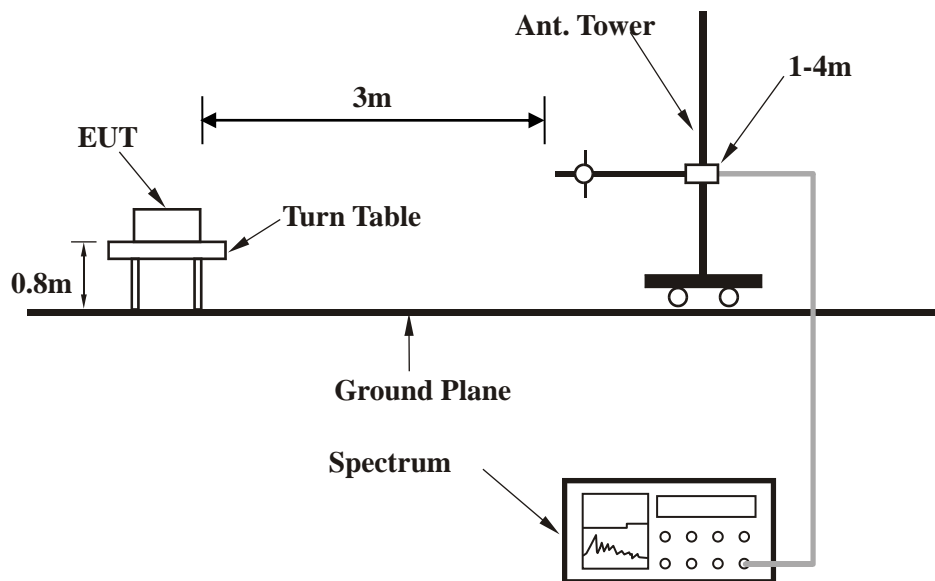 Ant. Tower
1-4m
3m
EUT
Turn Table
0.8m
Ground Plane
Spectrum